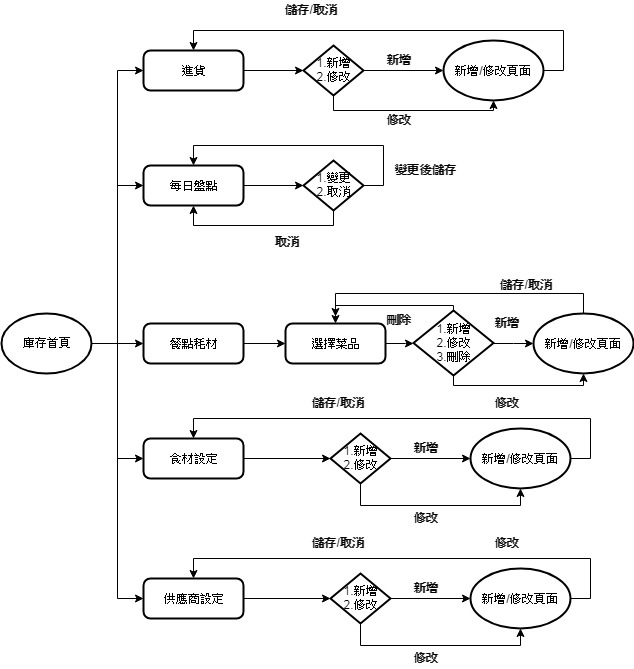 儲存/取消
進貨
1.新增
2.修改
新增
新增/修改頁面
修改
每日盤點
1.變更
2.取消
變更後儲存
取消
庫存首頁
儲存/取消
餐點耗材
選擇菜品
刪除
1.新增
2.修改
3.刪除
新增
新增/修改頁面
修改
儲存/取消
食材設定
1.新增
2.修改
新增
新增/修改頁面
修改
儲存/取消
修改
供應商設定
1.新增
2.修改
新增
新增/修改頁面
修改